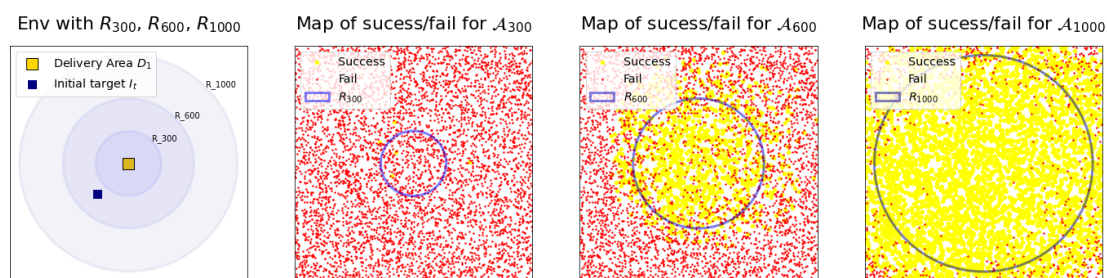 Env with R₃₀₀, R₆₀₀, R₁₀₀₀
Delivery Area D₁
Initial target Iₜ
R_1000
R_600
R_300
Map of sucess/fail for 𝒜₃₀₀
Success
Fail
R₃₀₀
Map of sucess/fail for 𝒜₆₀₀
Success
Fail
R₆₀₀
Map of sucess/fail for 𝒜₁₀₀₀
Success
Fail
R₁₀₀₀